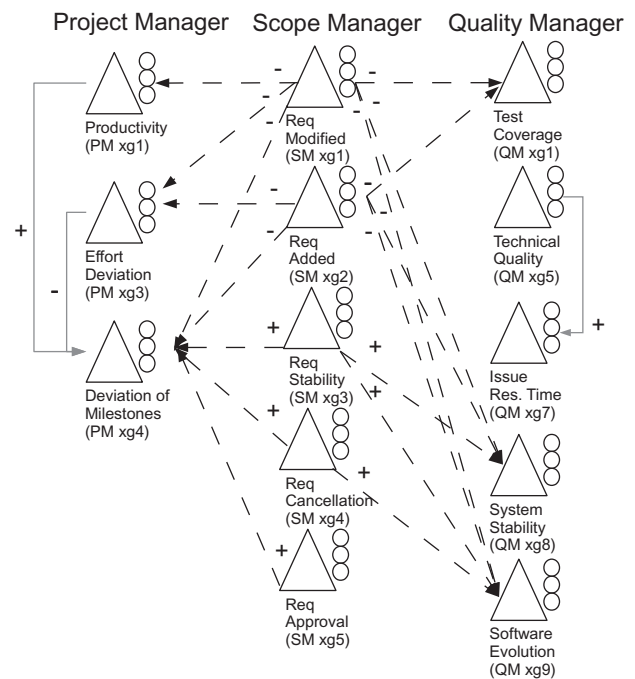 Project Manager
Scope Manager
Quality Manager
Productivity
(PM xg1)
Effort
Deviation
(PM xg3)
Deviation of
Milestones
(PM xg4)
+
-
Req
Modified
(SM xg1)
-
-
-
-
-
-
Req
Added
(SM xg2)
-
-
-
-
-
Req
Stability
(SM xg3)
+
+
+
Req
Cancellation
(SM xg4)
+
+
Req
Approval
(SM xg5)
+
Test
Coverage
(QM xg1)
Technical
Quality
(QM xg5)
+
Issue
Res. Time
(QM xg7)
System
Stability
(QM xg8)
Software
Evolution
(QM xg9)